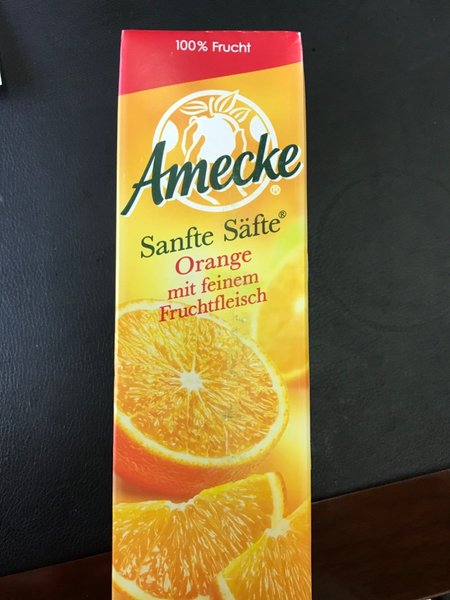 100% Frucht
Amecke®
Sanfte Säfte®
Orange
mit feinem
Fruchtfleisch